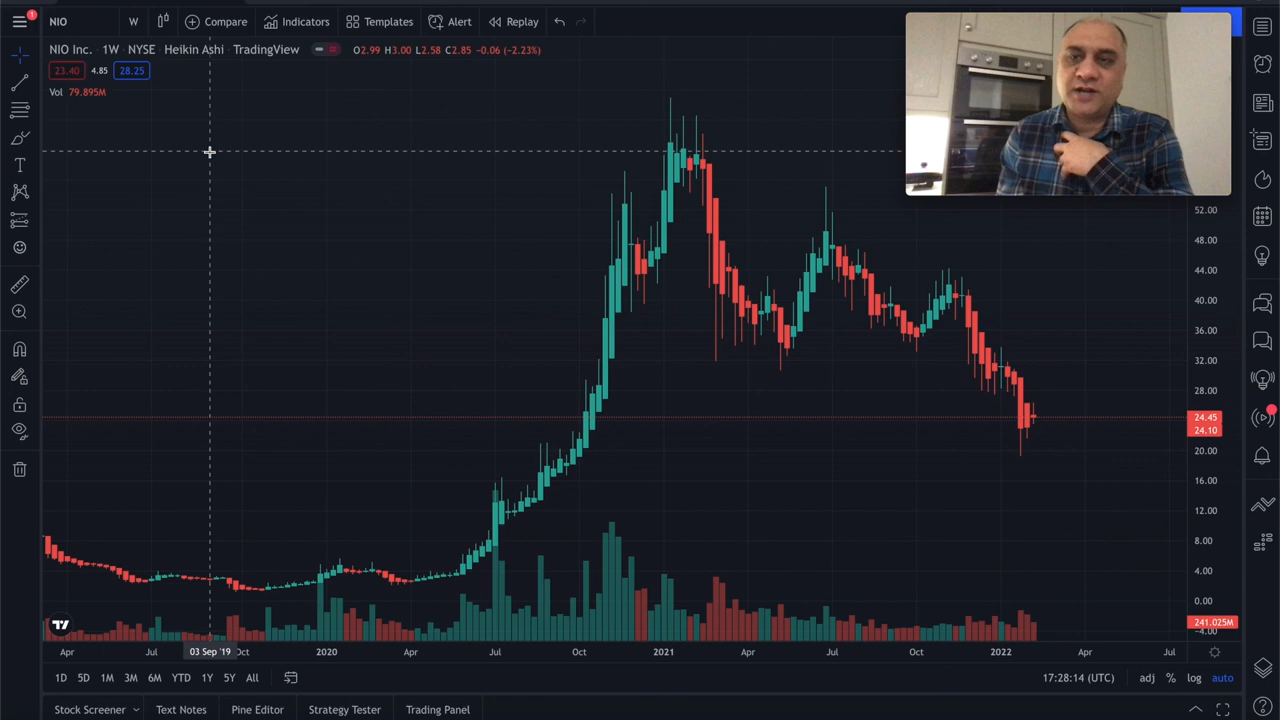 1
NIO W Compare Indicators Templates Alert Replay
NIO Inc. · 1W · NYSE · Heikin Ashi · TradingView O2.99 H3.00 L2.58 C2.85 −0.06 (−2.23%)
23.40 4.85 28.25
Vol 79.895M
52.00
48.00
44.00
40.00
36.00
32.00
28.00
24.45
24.10
20.00
16.00
12.00
8.00
4.00
0.00
241.025M
−4.00
Apr Jul 03 Sep '19 Oct 2020 Apr Jul Oct 2021 Apr Jul Oct 2022 Apr Jul
1D 5D 1M 3M 6M YTD 1Y 5Y All 17:28:14 (UTC) adj % log auto
Stock Screener Text Notes Pine Editor Strategy Tester Trading Panel